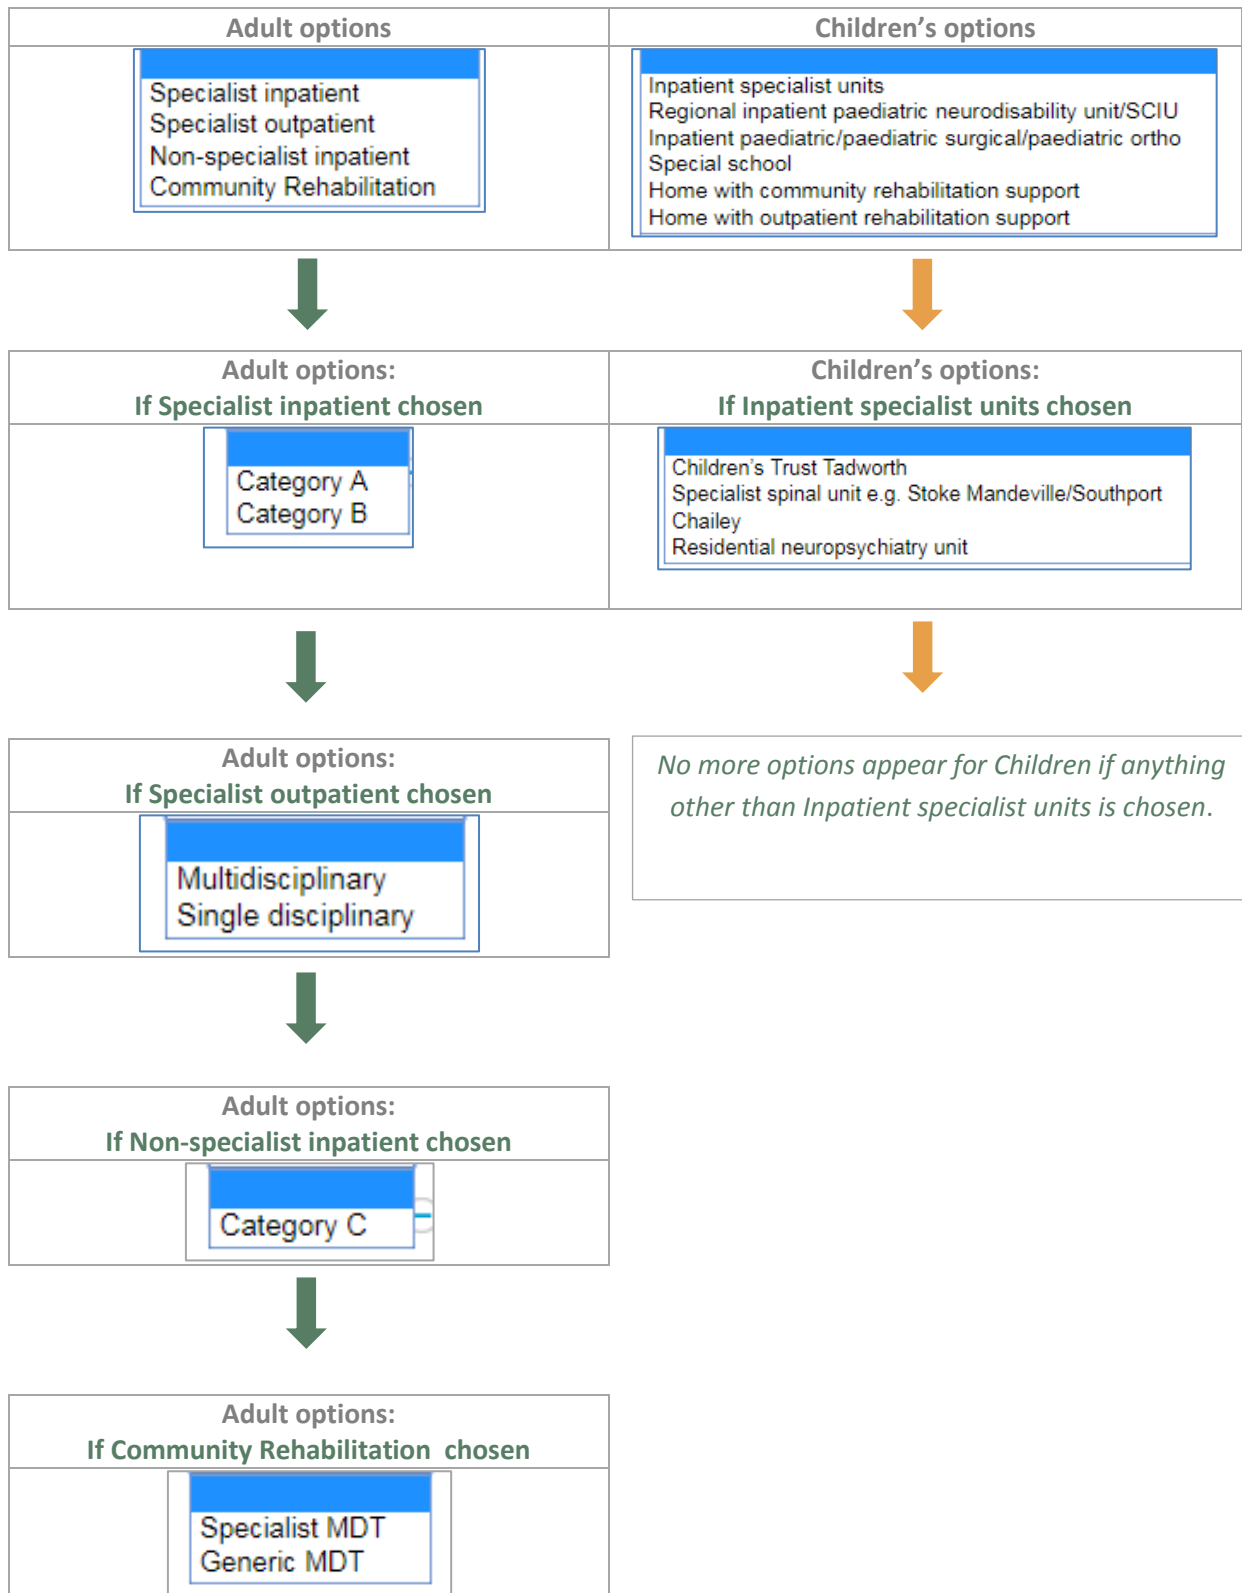 Adult options
Children's options
Specialist inpatient
Specialist outpatient
Non-specialist inpatient
Community Rehabilitation
Inpatient specialist units
Regional inpatient paediatric neurodisability unit/SCIU
Inpatient paediatric/paediatric surgical/paediatric ortho
Special school
Home with community rehabilitation support
Home with outpatient rehabilitation support
Adult options:
If Specialist inpatient chosen
Children's options:
If Inpatient specialist units chosen
Category A
Category B
Children's Trust Tadworth
Specialist spinal unit e.g. Stoke Mandeville/Southport
Chailey
Residential neuropsychiatry unit
Adult options:
If Specialist outpatient chosen
Multidisciplinary
Single disciplinary
No more options appear for Children if anything
other than Inpatient specialist units is chosen.
Adult options:
If Non-specialist inpatient chosen
Category C
Adult options:
If Community Rehabilitation  chosen
Specialist MDT
Generic MDT